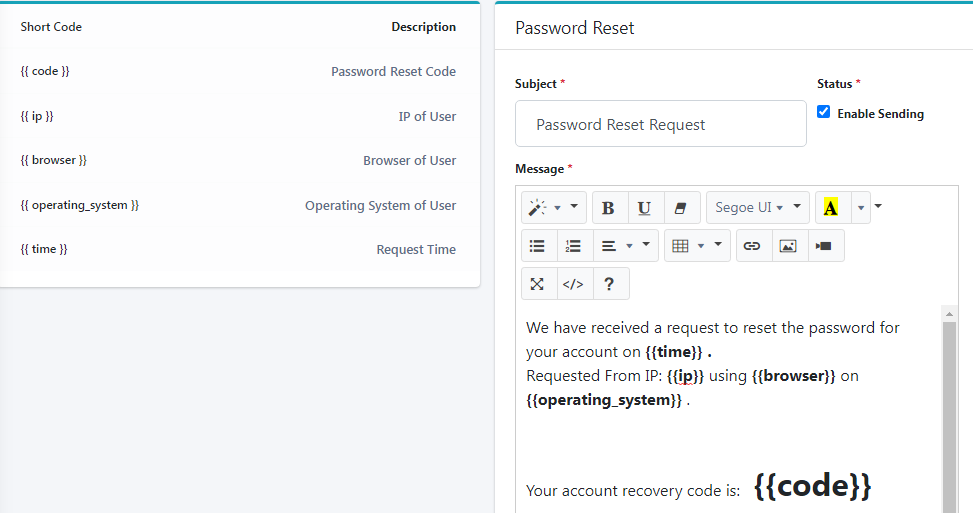 Short Code Description
{{ code }} Password Reset Code
{{ ip }} IP of User
{{ browser }} Browser of User
{{ operating_system }} Operating System of User
{{ time }} Request Time
Password Reset
Subject * Status *
Password Reset Request Enable Sending
Message *
B U Segoe UI A
</> ?
We have received a request to reset the password for
your account on {{time}} .
Requested From IP: {{ip}} using {{browser}} on
{{operating_system}} .
Your account recovery code is: {{code}}